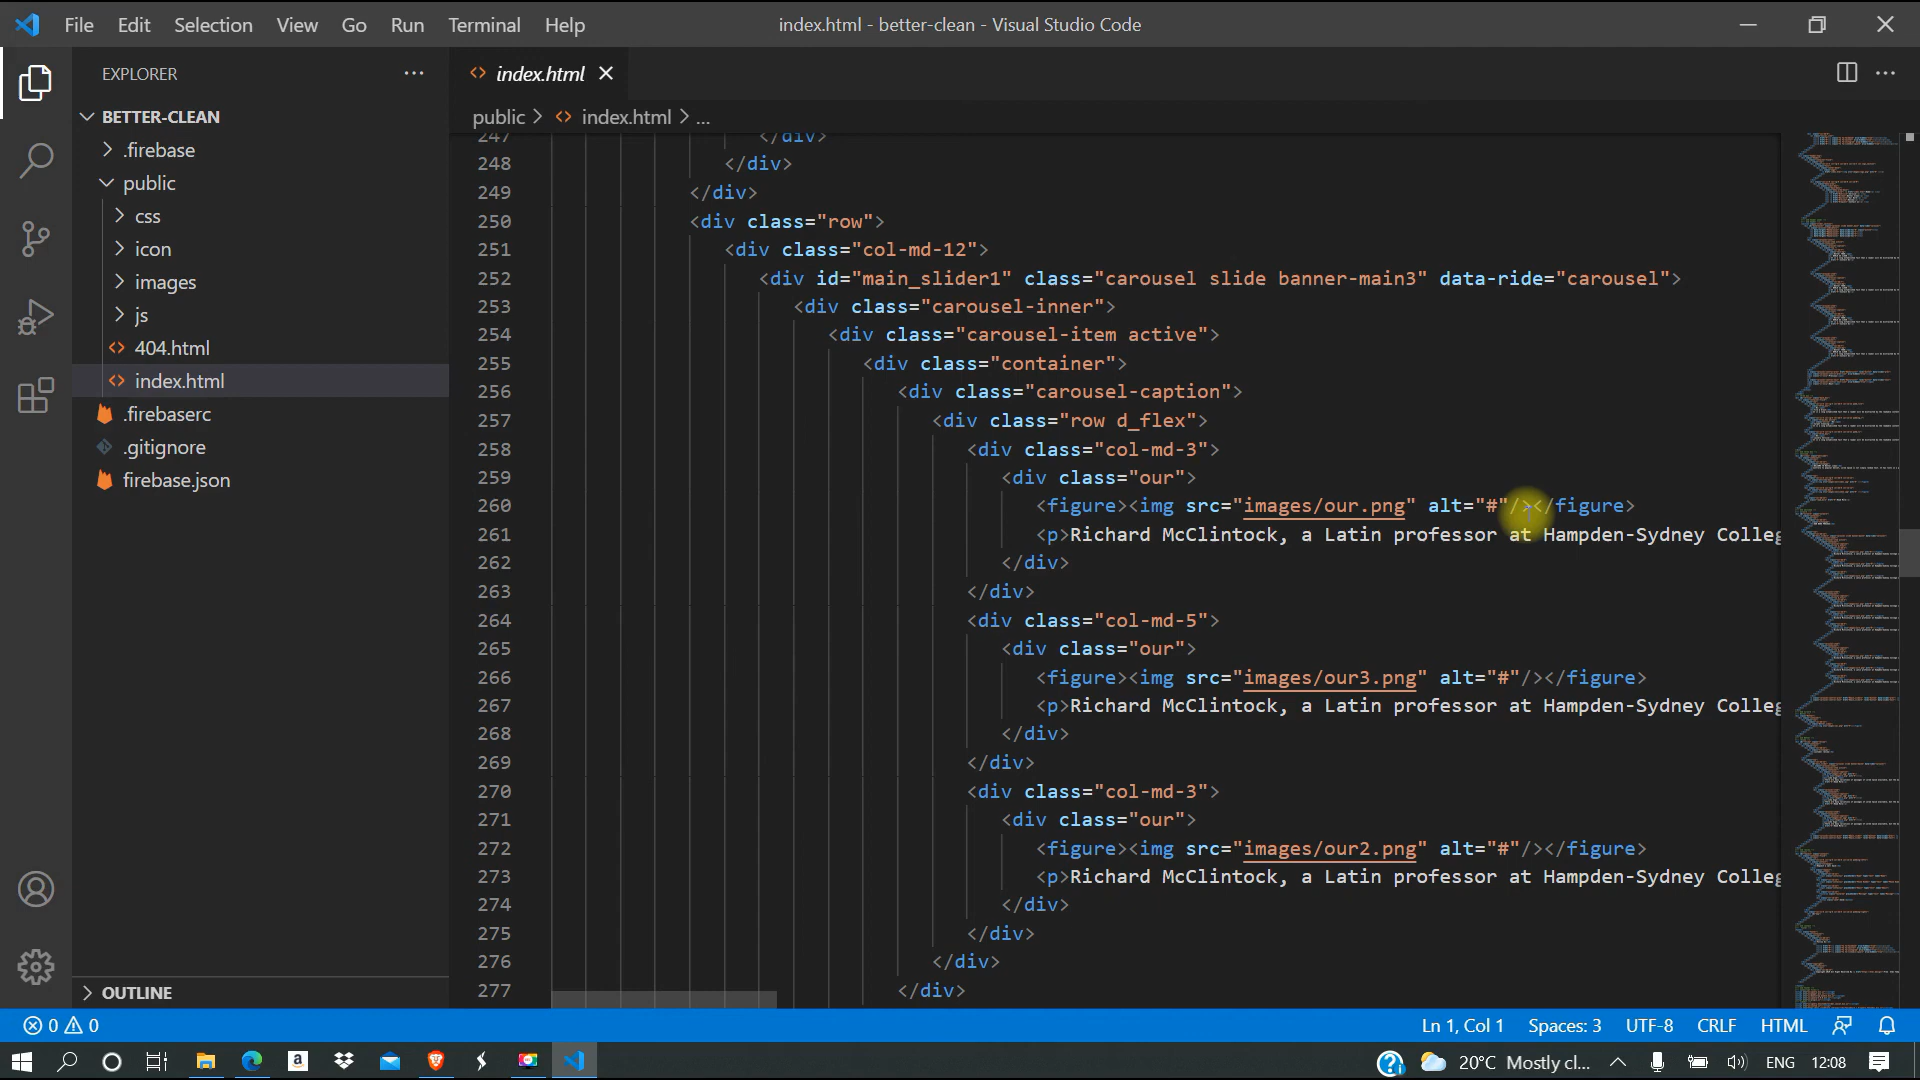 File Edit Selection View Go Run Terminal Help
index.html - better-clean - Visual Studio Code
EXPLORER
BETTER-CLEAN
.firebase
public
css
icon
images
js
404.html
index.html
.firebaserc
.gitignore
firebase.json
OUTLINE
index.html
public > index.html > ...
247 </div>
248 </div>
249 </div>
250 <div class="row">
251 <div class="col-md-12">
252 <div id="main_slider1" class="carousel slide banner-main3" data-ride="carousel">
253 <div class="carousel-inner">
254 <div class="carousel-item active">
255 <div class="container">
256 <div class="carousel-caption">
257 <div class="row d_flex">
258 <div class="col-md-3">
259 <div class="our">
260 <figure><img src="images/our.png" alt="#"/></figure>
261 <p>Richard McClintock, a Latin professor at Hampden-Sydney Colleg
262 </div>
263 </div>
264 <div class="col-md-5">
265 <div class="our">
266 <figure><img src="images/our3.png" alt="#"/></figure>
267 <p>Richard McClintock, a Latin professor at Hampden-Sydney Colleg
268 </div>
269 </div>
270 <div class="col-md-3">
271 <div class="our">
272 <figure><img src="images/our2.png" alt="#"/></figure>
273 <p>Richard McClintock, a Latin professor at Hampden-Sydney Colleg
274 </div>
275 </div>
276 </div>
277 </div>
0 0
Ln 1, Col 1 Spaces: 3 UTF-8 CRLF HTML
20°C Mostly cl... ENG 12:08